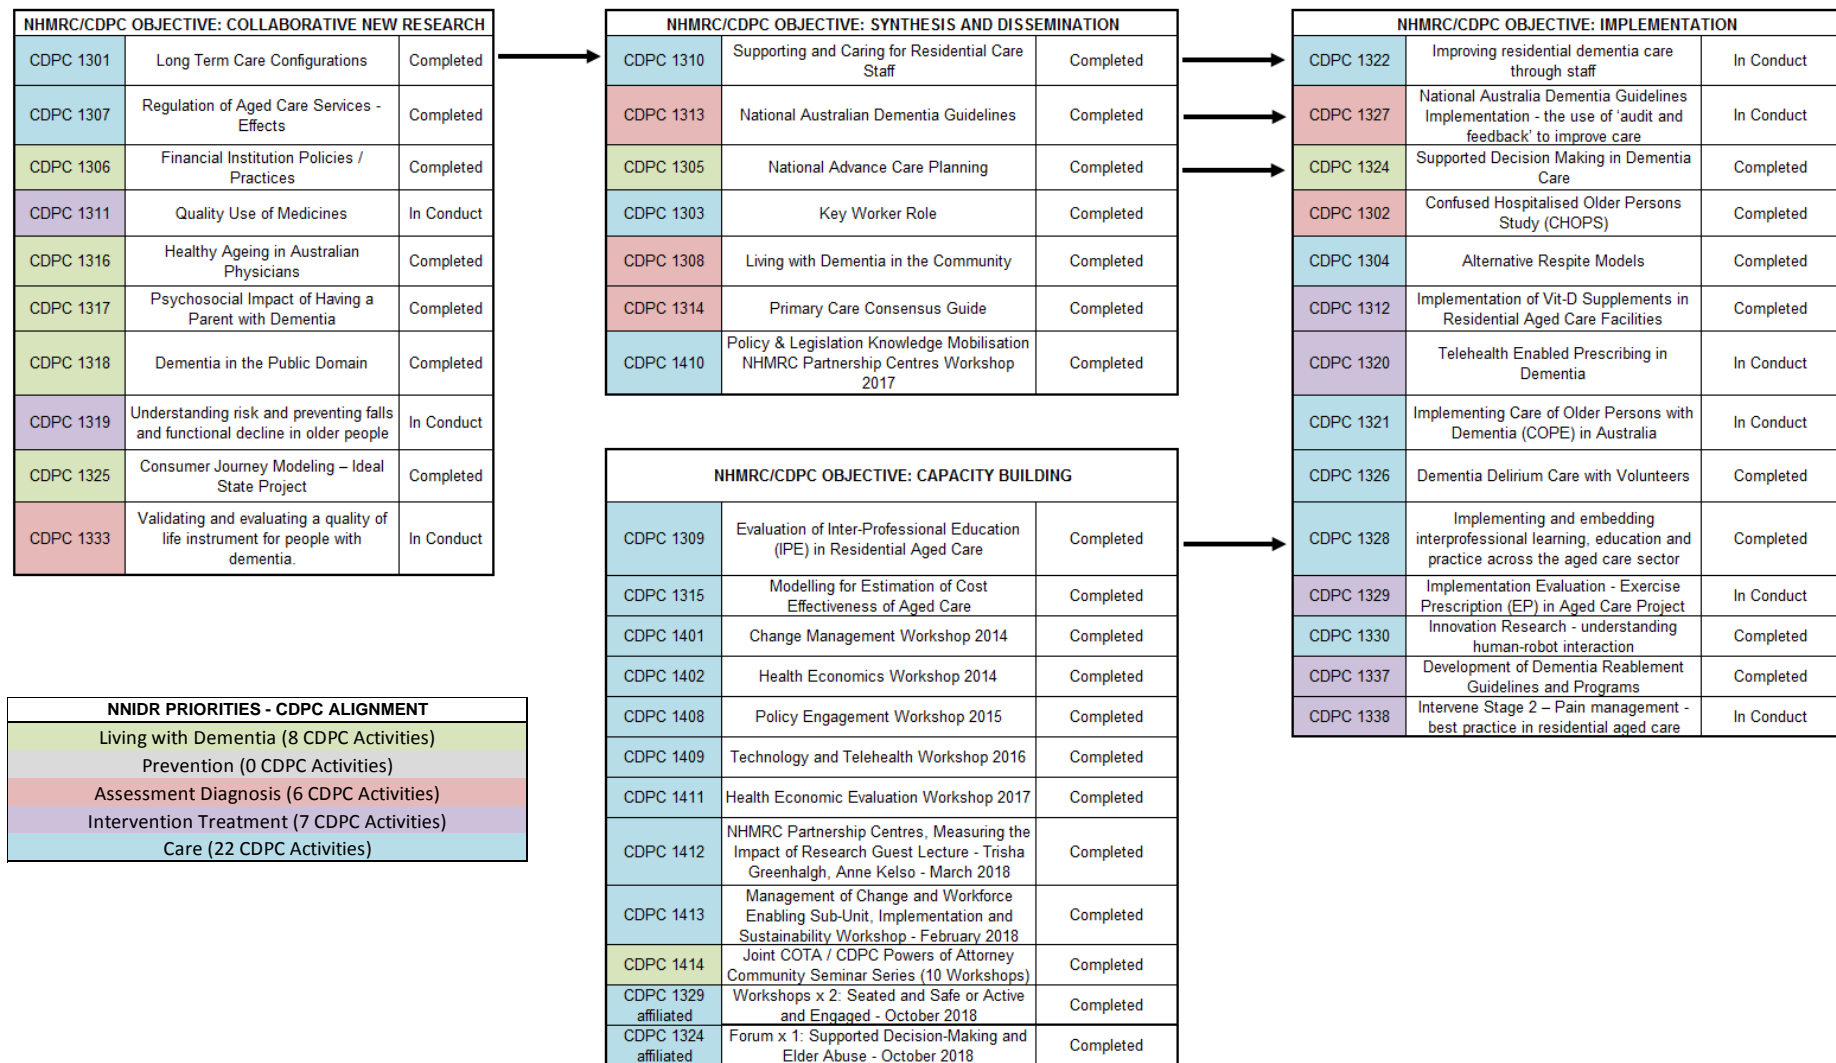 NHMRC/CDPC OBJECTIVE: COLLABORATIVE NEW RESEARCH
CDPC 1301
Long Term Care Configurations
Completed
CDPC 1307
Regulation of Aged Care Services -
Effects
Completed
CDPC 1306
Financial Institution Policies /
Practices
Completed
CDPC 1311
Quality Use of Medicines
In Conduct
CDPC 1316
Healthy Ageing in Australian
Physicians
Completed
CDPC 1317
Psychosocial Impact of Having a
Parent with Dementia
Completed
CDPC 1318
Dementia in the Public Domain
Completed
CDPC 1319
Understanding risk and preventing falls
and functional decline in older people
In Conduct
CDPC 1325
Consumer Journey Modeling – Ideal
State Project
Completed
CDPC 1333
Validating and evaluating a quality of
life instrument for people with
dementia.
In Conduct
NNIDR PRIORITIES - CDPC ALIGNMENT
Living with Dementia (8 CDPC Activities)
Prevention (0 CDPC Activities)
Assessment Diagnosis (6 CDPC Activities)
Intervention Treatment (7 CDPC Activities)
Care (22 CDPC Activities)
NHMRC/CDPC OBJECTIVE: SYNTHESIS AND DISSEMINATION
CDPC 1310
Supporting and Caring for Residential Care
Staff
Completed
CDPC 1313
National Australian Dementia Guidelines
Completed
CDPC 1305
National Advance Care Planning
Completed
CDPC 1303
Key Worker Role
Completed
CDPC 1308
Living with Dementia in the Community
Completed
CDPC 1314
Primary Care Consensus Guide
Completed
CDPC 1410
Policy & Legislation Knowledge Mobilisation
NHMRC Partnership Centres Workshop
2017
Completed
NHMRC/CDPC OBJECTIVE: CAPACITY BUILDING
CDPC 1309
Evaluation of Inter-Professional Education
(IPE) in Residential Aged Care
Completed
CDPC 1315
Modelling for Estimation of Cost
Effectiveness of Aged Care
Completed
CDPC 1401
Change Management Workshop 2014
Completed
CDPC 1402
Health Economics Workshop 2014
Completed
CDPC 1408
Policy Engagement Workshop 2015
Completed
CDPC 1409
Technology and Telehealth Workshop 2016
Completed
CDPC 1411
Health Economic Evaluation Workshop 2017
Completed
CDPC 1412
NHMRC Partnership Centres, Measuring the
Impact of Research Guest Lecture - Trisha
Greenhalgh, Anne Kelso - March 2018
Completed
CDPC 1413
Management of Change and Workforce
Enabling Sub-Unit, Implementation and
Sustainability Workshop - February 2018
Completed
CDPC 1414
Joint COTA / CDPC Powers of Attorney
Community Seminar Series (10 Workshops)
Completed
CDPC 1329
affiliated
Workshops x 2: Seated and Safe or Active
and Engaged - October 2018
Completed
CDPC 1324
affiliated
Forum x 1: Supported Decision-Making and
Elder Abuse - October 2018
Completed
NHMRC/CDPC OBJECTIVE: IMPLEMENTATION
CDPC 1322
Improving residential dementia care
through staff
In Conduct
CDPC 1327
National Australia Dementia Guidelines
Implementation - the use of ‘audit and
feedback’ to improve care
In Conduct
CDPC 1324
Supported Decision Making in Dementia
Care
Completed
CDPC 1302
Confused Hospitalised Older Persons
Study (CHOPS)
Completed
CDPC 1304
Alternative Respite Models
Completed
CDPC 1312
Implementation of Vit-D Supplements in
Residential Aged Care Facilities
Completed
CDPC 1320
Telehealth Enabled Prescribing in
Dementia
In Conduct
CDPC 1321
Implementing Care of Older Persons with
Dementia (COPE) in Australia
In Conduct
CDPC 1326
Dementia Delirium Care with Volunteers
Completed
CDPC 1328
Implementing and embedding
interprofessional learning, education and
practice across the aged care sector
Completed
CDPC 1329
Implementation Evaluation - Exercise
Prescription (EP) in Aged Care Project
In Conduct
CDPC 1330
Innovation Research - understanding
human-robot interaction
Completed
CDPC 1337
Development of Dementia Reablement
Guidelines and Programs
Completed
CDPC 1338
Intervene Stage 2 – Pain management -
best practice in residential aged care
In Conduct